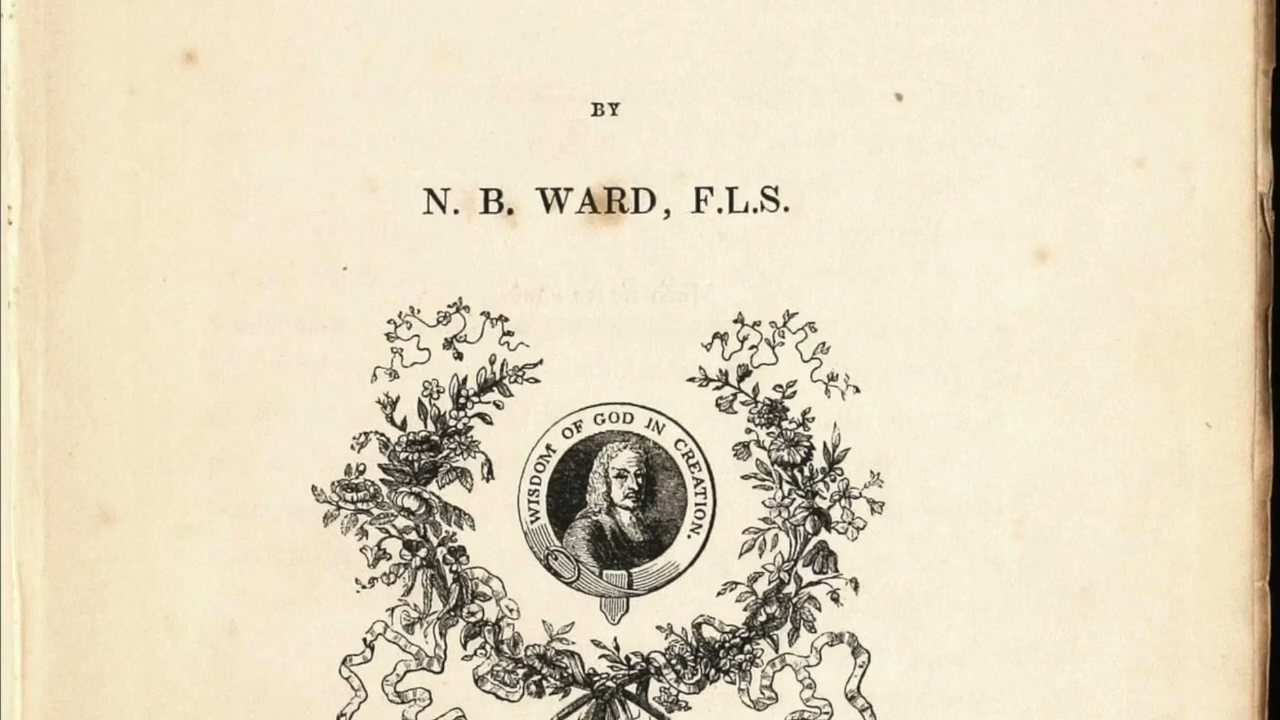 BY
N. B. WARD, F.L.S.
WISDOM OF GOD IN CREATION.